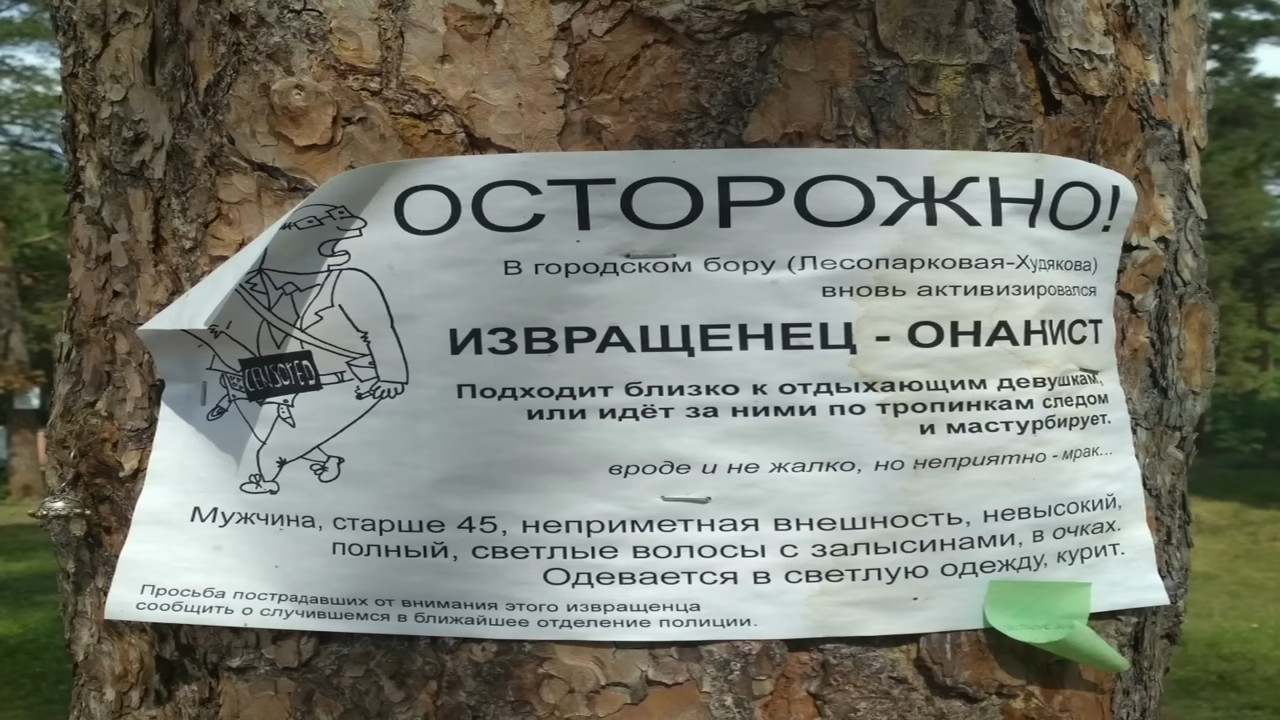 ОСТОРОЖНО!
В городском бору (Лесопарковая-Худякова)
вновь активизировался
ИЗВРАЩЕНЕЦ - ОНАНИСТ
Подходит близко к отдыхающим девушкам,
или идёт за ними по тропинкам следом
и мастурбирует.
вроде и не жалко, но неприятно - мрак...
CENSORED
Мужчина, старше 45, неприметная внешность, невысокий,
полный, светлые волосы с залысинами, в очках.
Одевается в светлую одежду, курит.
Просьба пострадавших от внимания этого извращенца
сообщить о случившемся в ближайшее отделение полиции.